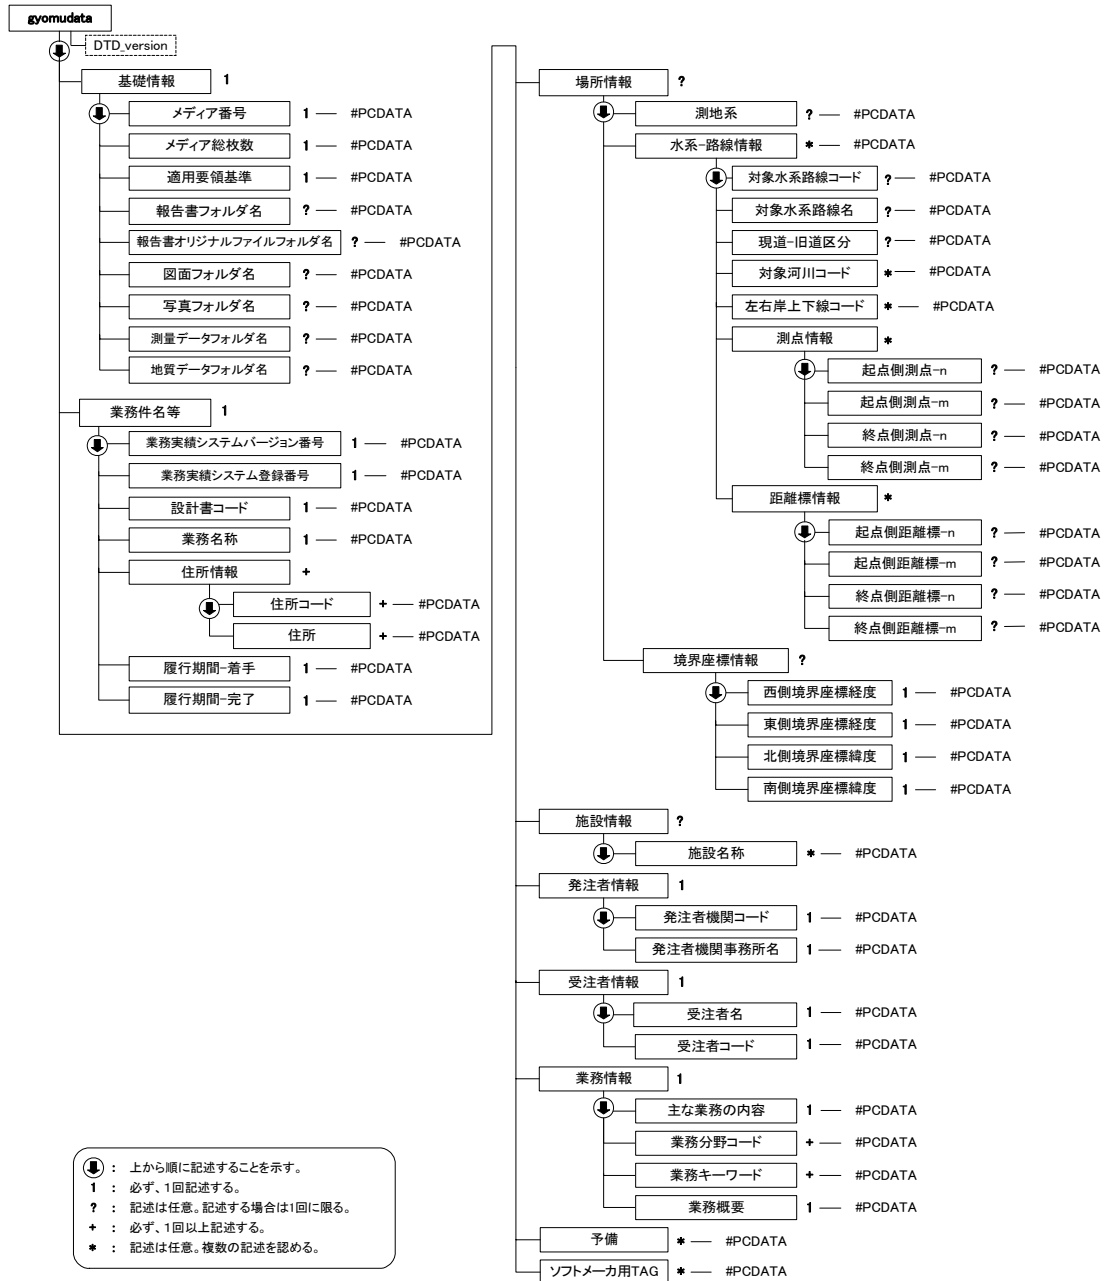 gyomudata
DTD_version
基礎情報 1
メディア番号 1 #PCDATA
メディア総枚数 1 #PCDATA
適用要領基準 1 #PCDATA
報告書フォルダ名 ? #PCDATA
報告書オリジナルファイルフォルダ名 ? #PCDATA
図面フォルダ名 ? #PCDATA
写真フォルダ名 ? #PCDATA
測量データフォルダ名 ? #PCDATA
地質データフォルダ名 ? #PCDATA
業務件名等 1
業務実績システムバージョン番号 1 #PCDATA
業務実績システム登録番号 1 #PCDATA
設計書コード 1 #PCDATA
業務名称 1 #PCDATA
住所情報 +
住所コード + #PCDATA
住所 + #PCDATA
履行期間-着手 1 #PCDATA
履行期間-完了 1 #PCDATA
場所情報 ?
測地系 ? #PCDATA
水系-路線情報 * #PCDATA
対象水系路線コード ? #PCDATA
対象水系路線名 ? #PCDATA
現道-旧道区分 ? #PCDATA
対象河川コード * #PCDATA
左右岸上下線コード * #PCDATA
測点情報 *
起点側測点-n ? #PCDATA
起点側測点-m ? #PCDATA
終点側測点-n ? #PCDATA
終点側測点-m ? #PCDATA
距離標情報 *
起点側距離標-n ? #PCDATA
起点側距離標-m ? #PCDATA
終点側距離標-n ? #PCDATA
終点側距離標-m ? #PCDATA
境界座標情報 ?
西側境界座標経度 1 #PCDATA
東側境界座標経度 1 #PCDATA
北側境界座標緯度 1 #PCDATA
南側境界座標緯度 1 #PCDATA
施設情報 ?
施設名称 * #PCDATA
発注者情報 1
発注者機関コード 1 #PCDATA
発注者機関事務所名 1 #PCDATA
受注者情報 1
受注者名 1 #PCDATA
受注者コード 1 #PCDATA
業務情報 1
主な業務の内容 1 #PCDATA
業務分野コード + #PCDATA
業務キーワード + #PCDATA
業務概要 1 #PCDATA
予備 * #PCDATA
ソフトメーカ用TAG * #PCDATA
: 上から順に記述することを示す。
1 : 必ず、1回記述する。
? : 記述は任意。記述する場合は1回に限る。
+ : 必ず、1回以上記述する。
* : 記述は任意。複数の記述を認める。